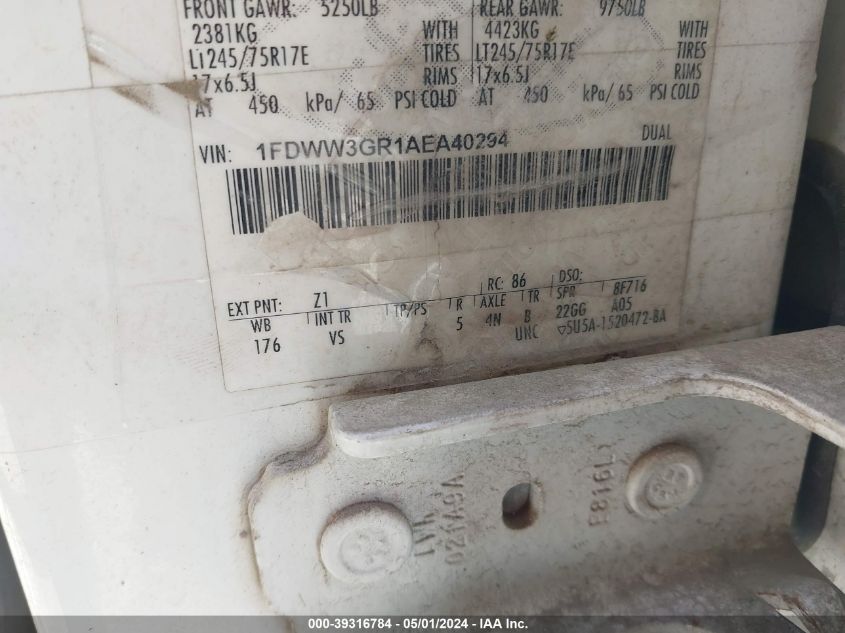 FRONT GAWR: 5250LB REAR GAWR: 9750LB
2381KG WITH 4423KG WITH
LT245/75R17E TIRES LT245/75R17E TIRES
17x6.5J RIMS 17x6.5J RIMS
AT 450 kPa/ 65 PSI COLD AT 450 kPa/ 65 PSI COLD
DUAL
VIN: 1FDWW3GR1AEA40294
EXT PNT: Z1 RC: 86 DSO:
WB INT TR TP/PS R AXLE TR SPR 8F716
176 VS 5 4N B 22GG A05
UNC 5U5A-1520472-BA
LVK
021A9A
E816L
000-39316784 - 05/01/2024 - IAA Inc.